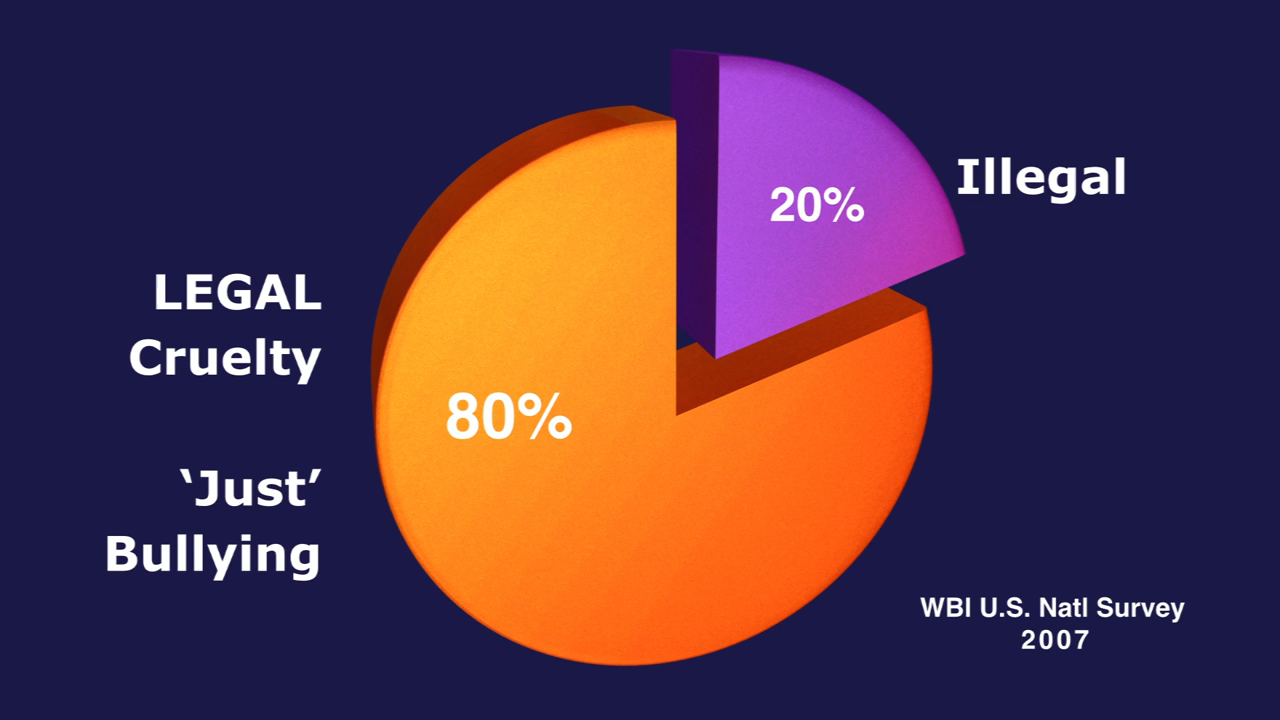 Illegal
20%
LEGAL
Cruelty
80%
‘Just’
Bullying
WBI U.S. Natl Survey
2007